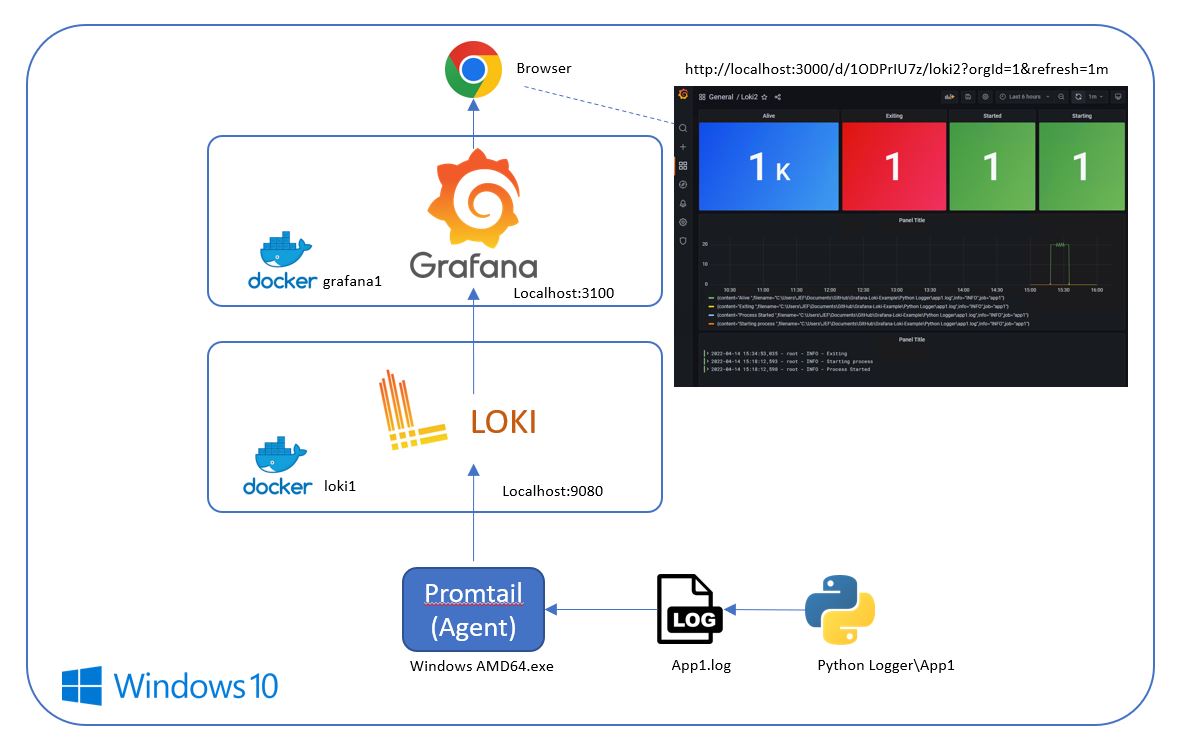 Browser
http://localhost:3000/d/1ODPrIU7z/loki2?orgId=1&refresh=1m
General / Loki2
Last 6 hours
1m
Alive
Exiting
Started
Starting
1 K
1
1
1
Panel Title
20
10
0
10:30 11:00 11:30 12:00 12:30 13:00 13:30 14:00 14:30 15:00 15:30 16:00
{content="Alive ",filename="C:\Users\JEF\Documents\GitHub\Grafana-Loki-Example\Python Logger\app1.log",info="INFO",job="app1"}
{content="Exiting ",filename="C:\Users\JEF\Documents\GitHub\Grafana-Loki-Example\Python Logger\app1.log",info="INFO",job="app1"}
{content="Process Started ",filename="C:\Users\JEF\Documents\GitHub\Grafana-Loki-Example\Python Logger\app1.log",info="INFO",job="app1"}
{content="Starting process ",filename="C:\Users\JEF\Documents\GitHub\Grafana-Loki-Example\Python Logger\app1.log",info="INFO",job="app1"}
Panel Title
2022-04-14 15:34:53,035 - root - INFO - Exiting
2022-04-14 15:18:12,593 - root - INFO - Starting process
2022-04-14 15:18:12,598 - root - INFO - Process Started
Grafana
docker grafana1
Localhost:3100
LOKI
docker loki1
Localhost:9080
Promtail
(Agent)
LOG
Windows AMD64.exe
App1.log
Python Logger\App1
Windows 10